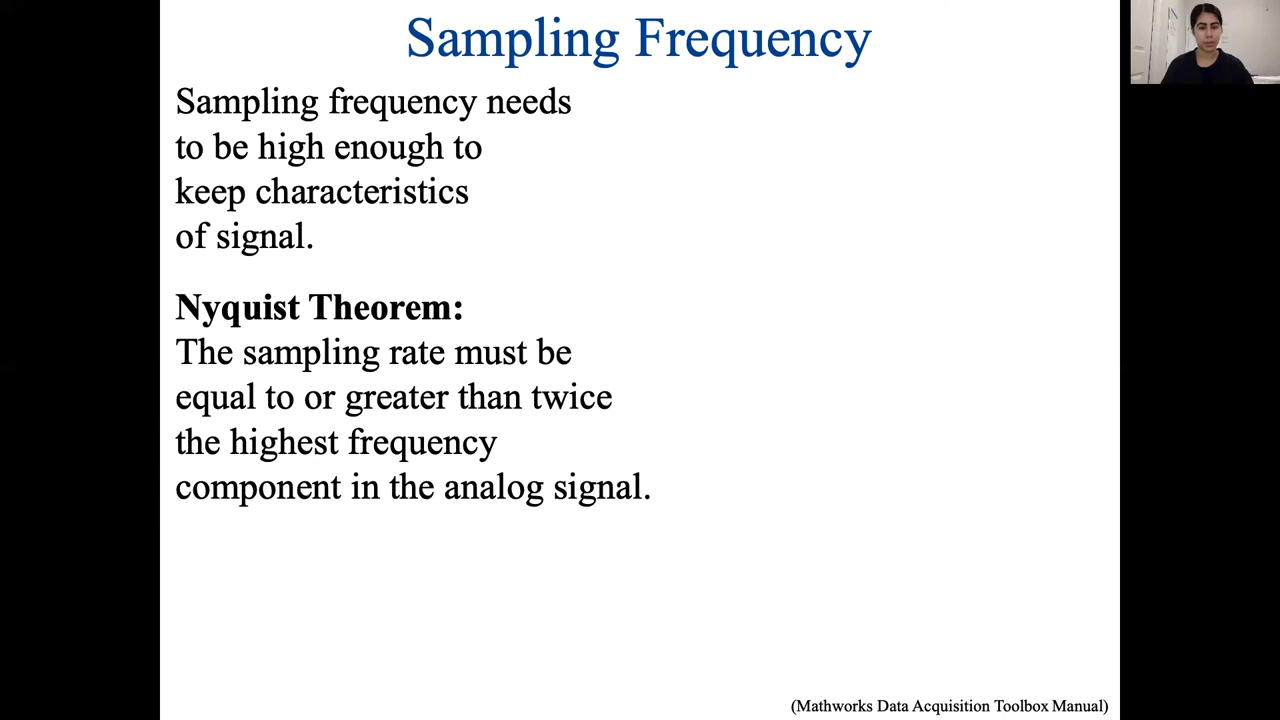 Sampling Frequency
Sampling frequency needs
to be high enough to
keep characteristics
of signal.
Nyquist Theorem:
The sampling rate must be
equal to or greater than twice
the highest frequency
component in the analog signal.
(Mathworks Data Acquisition Toolbox Manual)